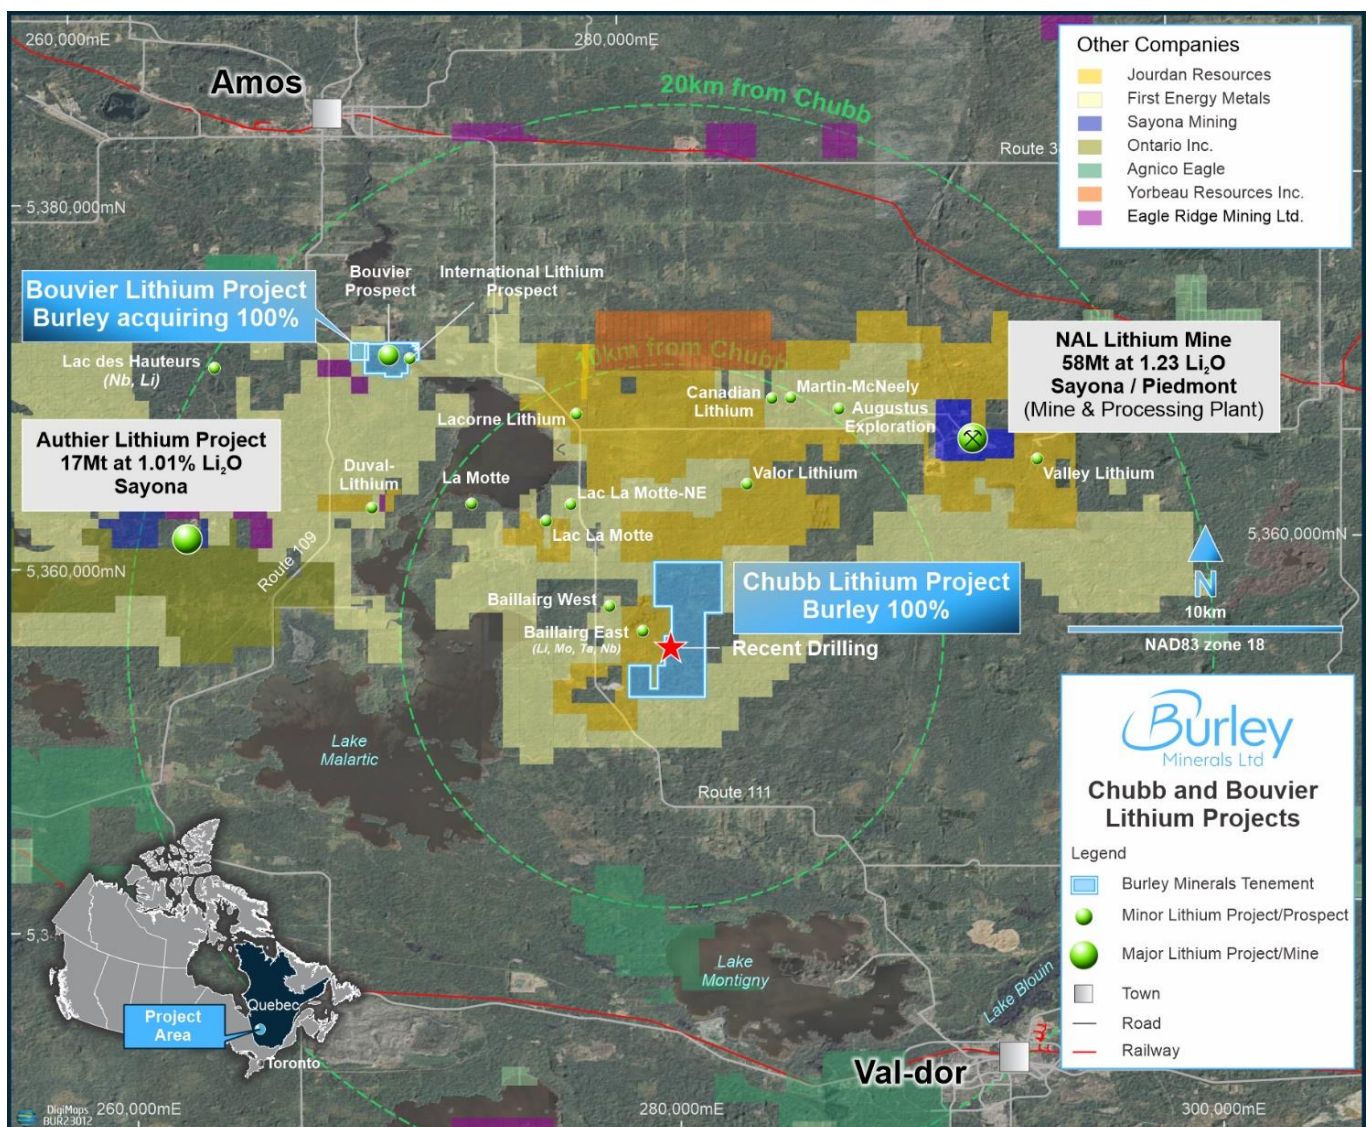 260,000mE
280,000mE
Amos
20km from Chubb
Route 3
5,380,000mN
Other Companies
Jourdan Resources
First Energy Metals
Sayona Mining
Ontario Inc.
Agnico Eagle
Yorbeau Resources Inc.
Eagle Ridge Mining Ltd.
Bouvier Lithium Project
Burley acquiring 100%
Bouvier
Prospect
International Lithium
Prospect
Lac des Hauteurs
(Nb, Li)
10km from Chubb
NAL Lithium Mine
58Mt at 1.23 Li₂O
Sayona / Piedmont
(Mine & Processing Plant)
Canadian
Lithium
Martin-McNeely
Augustus
Exploration
Lacorne Lithium
Authier Lithium Project
17Mt at 1.01% Li₂O
Sayona
Duval-
Lithium
La Motte
Lac La Motte-NE
Lac La Motte
Valor Lithium
Valley Lithium
5,360,000mN
5,360,000mN
Route 109
Chubb Lithium Project
Burley 100%
Baillairg West
Baillairg East
(Li, Mo, Ta, Nb)
Recent Drilling
N
10km
NAD83 zone 18
Lake
Malartic
Route 111
Burley
Minerals Ltd
Chubb and Bouvier
Lithium Projects
Legend
Burley Minerals Tenement
Minor Lithium Project/Prospect
Major Lithium Project/Mine
Town
Road
Railway
5,3
Lake
Montigny
Lake Blouin
Quebec
Project
Area
Toronto
Val-dor
DigiMaps
BUR23012
260,000mE
280,000mE
300,000mE